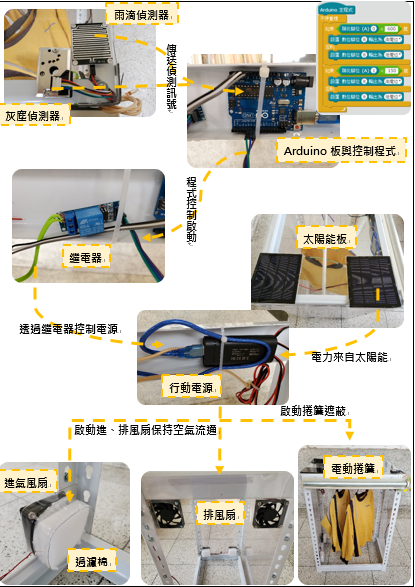 雨滴偵測器
灰塵偵測器
傳送偵測訊號
Arduino 主程式
Arduino 板與控制程式
程式控制啟動
繼電器
太陽能板
透過繼電器控制電源
行動電源
電力來自太陽能
啟動捲簾遮蔽
啟動進、排風扇保持空氣流通
進氣風扇
過濾棉
排風扇
電動捲簾